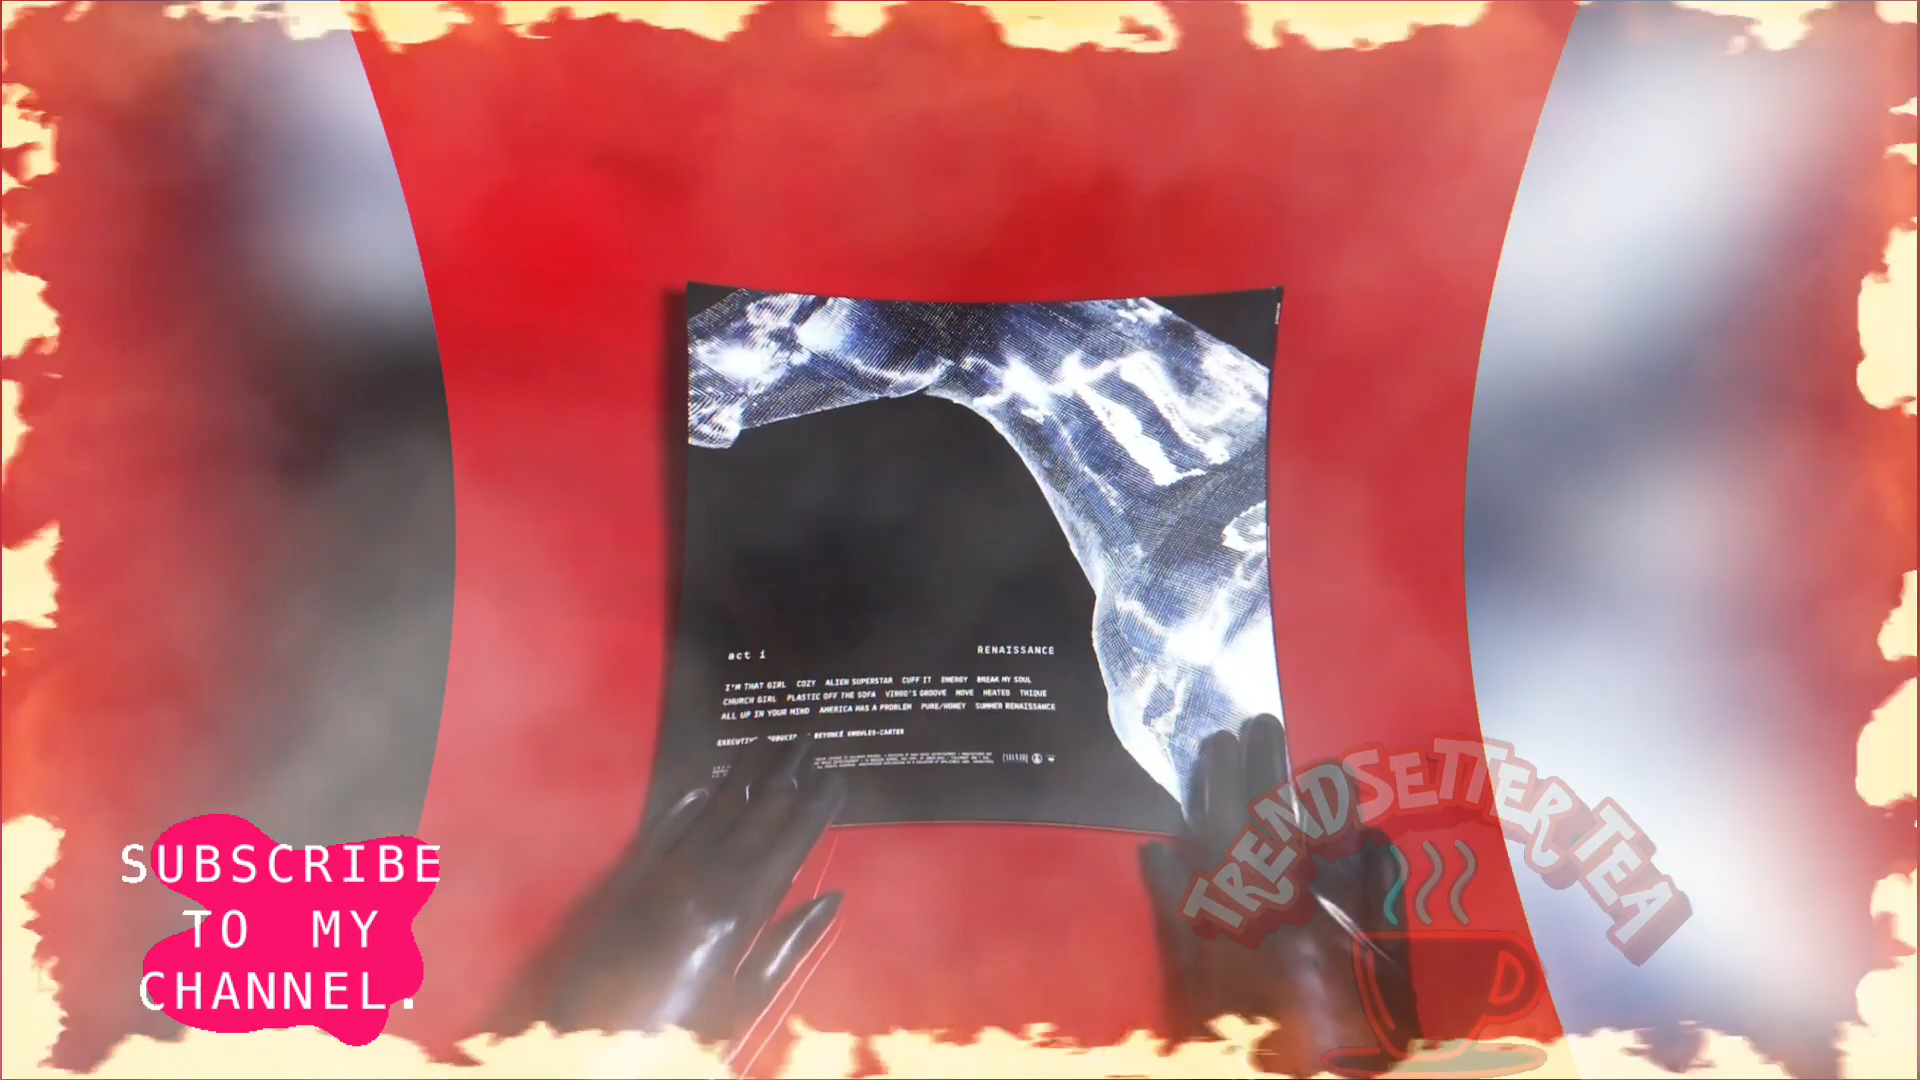 act i
RENAISSANCE
I'M THAT GIRL COZY ALIEN SUPERSTAR CUFF IT ENERGY BREAK MY SOUL
CHURCH GIRL PLASTIC OFF THE SOFA VIRGO'S GROOVE MOVE HEATED THIQUE
ALL UP IN YOUR MIND AMERICA HAS A PROBLEM PURE/HONEY SUMMER RENAISSANCE
BEYONCÉ KNOWLES-CARTER
SUBSCRIBE
TO MY
CHANNEL.
TRENDSETTER TEA